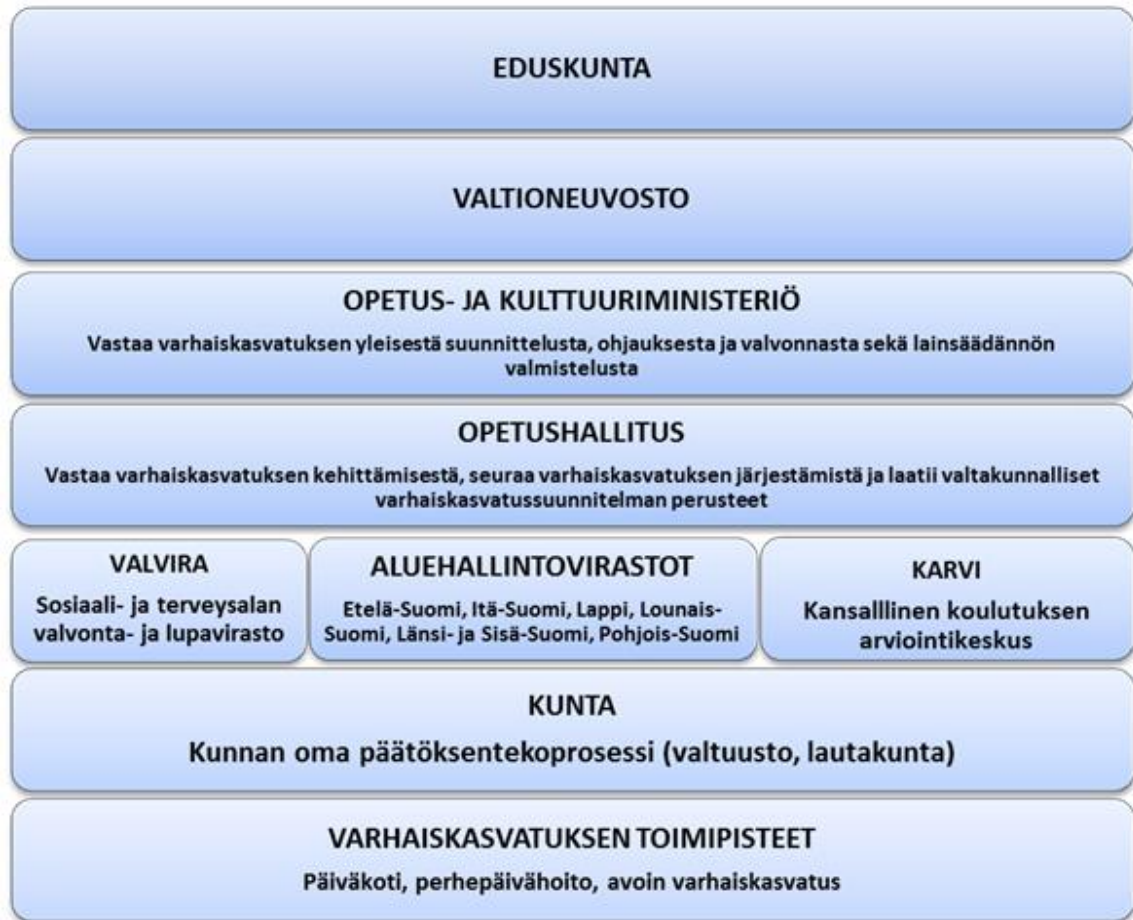 EDUSKUNTA
VALTIONEUVOSTO
OPETUS- JA KULTTUURIMINISTERIÖ
Vastaa varhaiskasvatuksen yleisestä suunnittelusta, ohjauksesta ja valvonnasta sekä lainsäädännön
valmistelusta
OPETUSHALLITUS
Vastaa varhaiskasvatuksen kehittämisestä, seuraa varhaiskasvatuksen järjestämistä ja laatii valtakunnalliset
varhaiskasvatussuunnitelman perusteet
VALVIRA
Sosiaali- ja terveysalan
valvonta- ja lupavirasto
ALUEHALLINTOVIRASTOT
Etelä-Suomi, Itä-Suomi, Lappi, Lounais-
Suomi, Länsi- ja Sisä-Suomi, Pohjois-Suomi
KARVI
Kansalllinen koulutuksen
arviointikeskus
KUNTA
Kunnan oma päätöksentekoprosessi (valtuusto, lautakunta)
VARHAISKASVATUKSEN TOIMIPISTEET
Päiväkoti, perhepäivähoito, avoin varhaiskasvatus